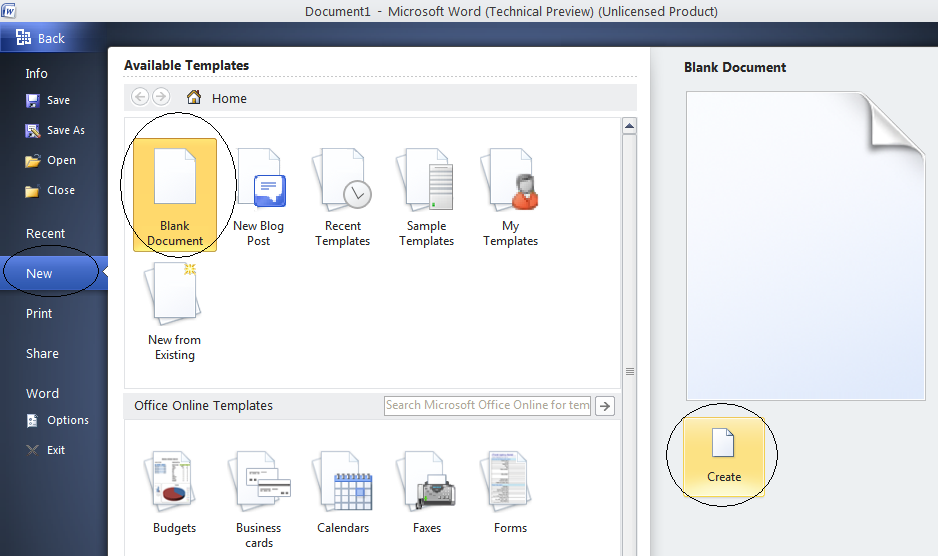 Document1 - Microsoft Word (Technical Preview) (Unlicensed Product)
Back
Info
Save
Save As
Open
Close
Recent
New
Print
Share
Word
Options
Exit
Available Templates
Home
Blank
Document
New Blog
Post
Recent
Templates
Sample
Templates
My
Templates
New from
Existing
Office Online Templates
Search Microsoft Office Online for tem
Budgets
Business
cards
Calendars
Faxes
Forms
Blank Document
Create